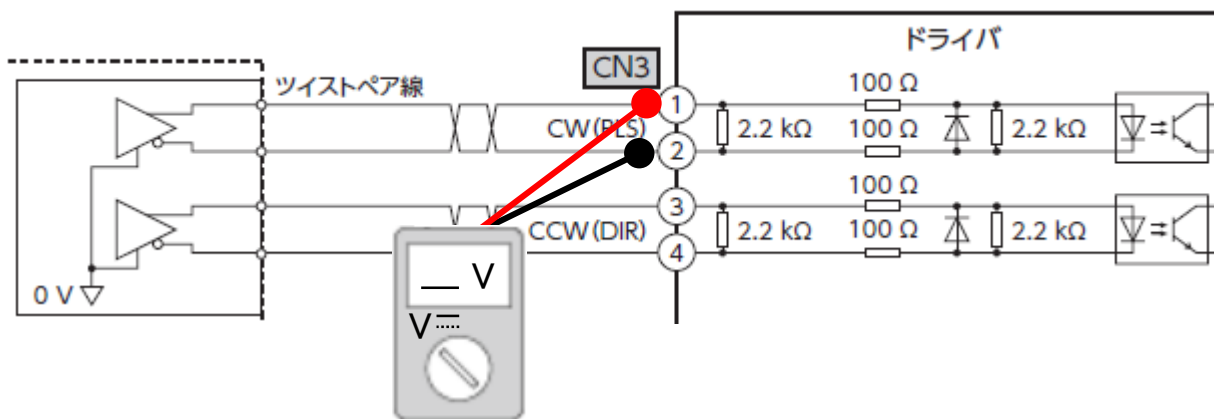 ドライバ
CN3
ツイストペア線
100 Ω
1
CW(PLS)
2.2 kΩ
100 Ω
2.2 kΩ
2
100 Ω
3
CCW(DIR)
2.2 kΩ
100 Ω
2.2 kΩ
4
0 V
__ V
V⎓